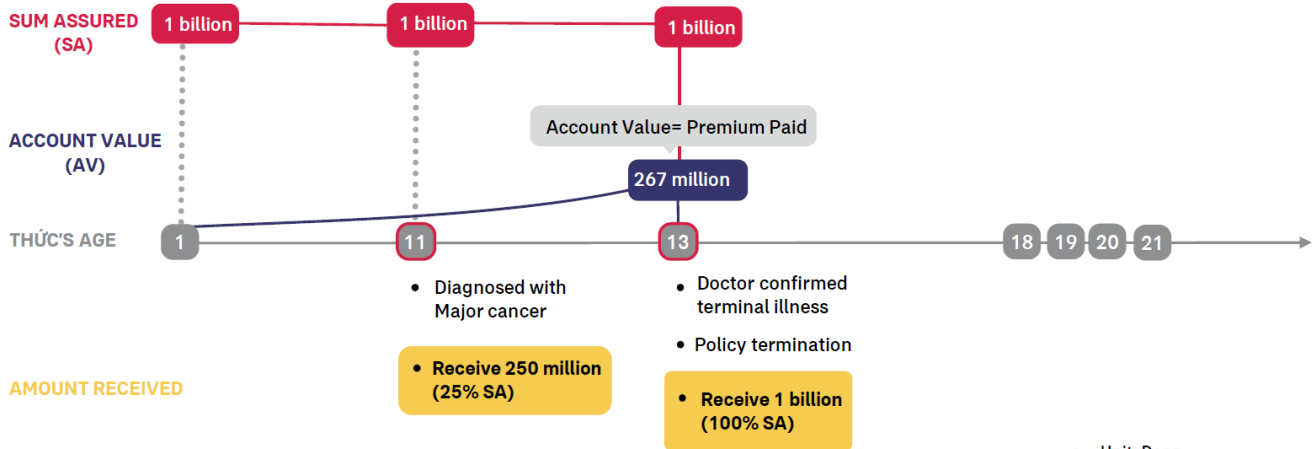 SUM ASSURED
(SA)
1 billion
1 billion
1 billion
Account Value= Premium Paid
ACCOUNT VALUE
(AV)
267 million
THỨC'S AGE
1
11
13
18
19
20
21
• Diagnosed with
Major cancer
• Doctor confirmed
terminal illness
• Policy termination
AMOUNT RECEIVED
• Receive 250 million
(25% SA)
• Receive 1 billion
(100% SA)